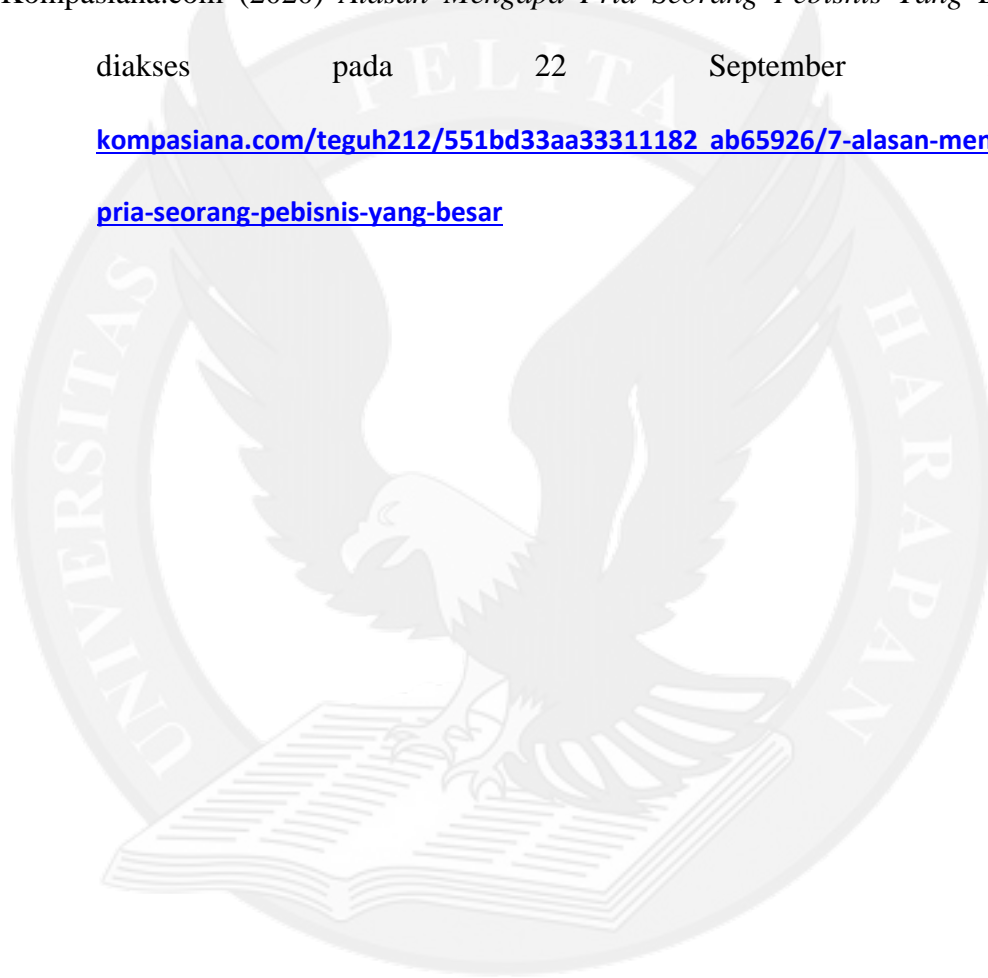 Kompasiana.com (2020) Alasan Mengapa Pria Seorang Pebisnis Yang
diakses pada 22 September
kompasiana.com/teguh212/551bd33aa33311182_ab65926/7-alasan-men
pria-seorang-pebisnis-yang-besar
PELITA
UNIVERSITAS
HARAPAN